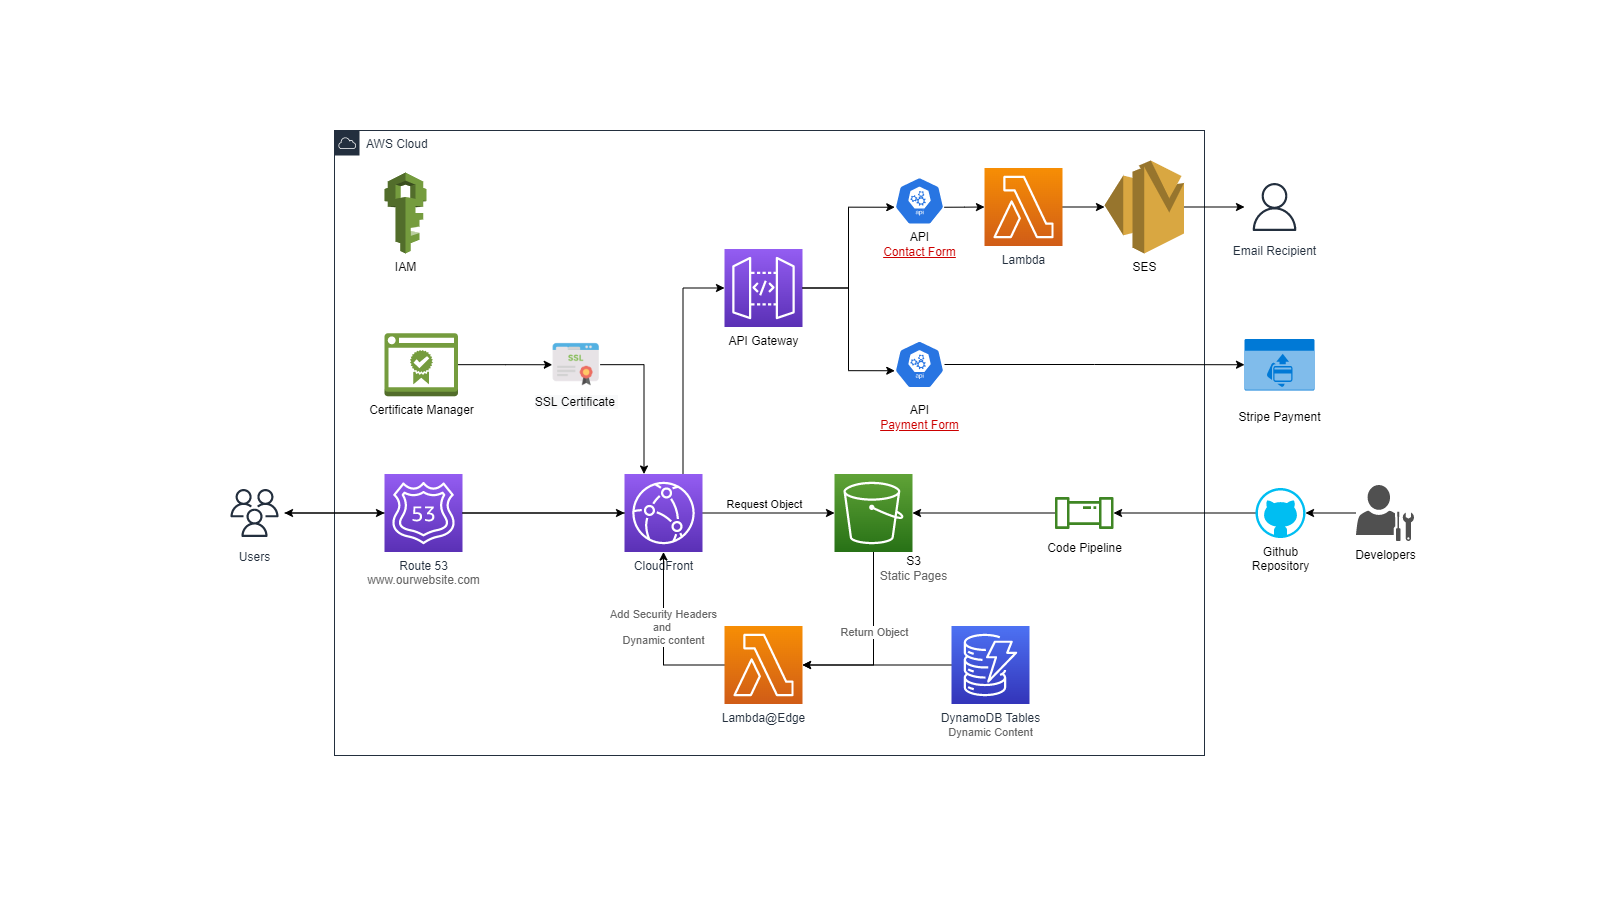 AWS Cloud
IAM
api
API
Contact Form
Lambda
SES
Email Recipient
</>
API Gateway
Certificate Manager
SSL
SSL Certificate
api
API
Payment Form
Stripe Payment
Users
53
Route 53
www.ourwebsite.com
CloudFront
Request Object
S3
Static Pages
Code Pipeline
Github
Repository
Developers
Add Security Headers
and
Dynamic content
Return Object
Lambda@Edge
DynamoDB Tables
Dynamic Content